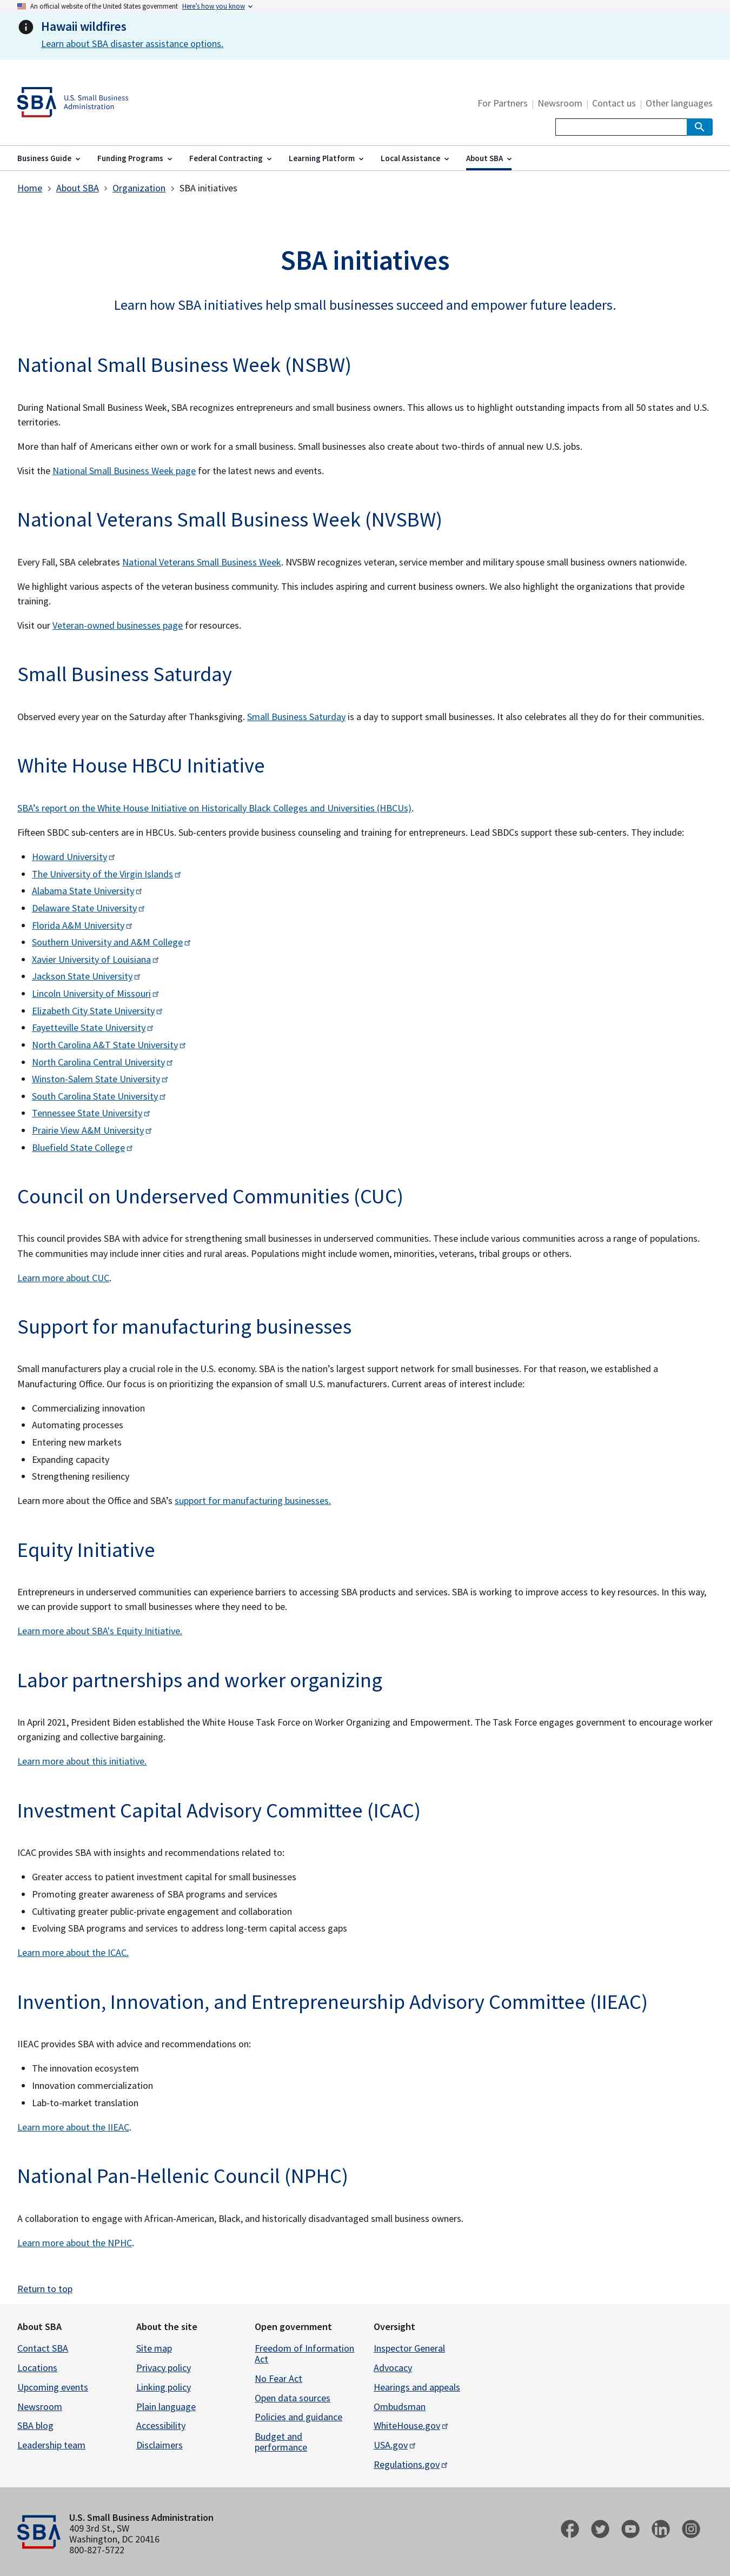 An official website of the United States government Here’s how you know
Hawaii wildfires
Learn about SBA disaster assistance options.
SBA U.S. Small Business
Administration
For Partners | Newsroom | Contact us | Other languages
Business Guide Funding Programs Federal Contracting Learning Platform Local Assistance About SBA
Home > About SBA > Organization > SBA initiatives
SBA initiatives
Learn how SBA initiatives help small businesses succeed and empower future leaders.
National Small Business Week (NSBW)
During National Small Business Week, SBA recognizes entrepreneurs and small business owners. This allows us to highlight outstanding impacts from all 50 states and U.S.
territories.
More than half of Americans either own or work for a small business. Small businesses also create about two-thirds of annual new U.S. jobs.
Visit the National Small Business Week page for the latest news and events.
National Veterans Small Business Week (NVSBW)
Every Fall, SBA celebrates National Veterans Small Business Week. NVSBW recognizes veteran, service member and military spouse small business owners nationwide.
We highlight various aspects of the veteran business community. This includes aspiring and current business owners. We also highlight the organizations that provide
training.
Visit our Veteran-owned businesses page for resources.
Small Business Saturday
Observed every year on the Saturday after Thanksgiving. Small Business Saturday is a day to support small businesses. It also celebrates all they do for their communities.
White House HBCU Initiative
SBA’s report on the White House Initiative on Historically Black Colleges and Universities (HBCUs).
Fifteen SBDC sub-centers are in HBCUs. Sub-centers provide business counseling and training for entrepreneurs. Lead SBDCs support these sub-centers. They include:
• Howard University
• The University of the Virgin Islands
• Alabama State University
• Delaware State University
• Florida A&M University
• Southern University and A&M College
• Xavier University of Louisiana
• Jackson State University
• Lincoln University of Missouri
• Elizabeth City State University
• Fayetteville State University
• North Carolina A&T State University
• North Carolina Central University
• Winston-Salem State University
• South Carolina State University
• Tennessee State University
• Prairie View A&M University
• Bluefield State College
Council on Underserved Communities (CUC)
This council provides SBA with advice for strengthening small businesses in underserved communities. These include various communities across a range of populations.
The communities may include inner cities and rural areas. Populations might include women, minorities, veterans, tribal groups or others.
Learn more about CUC.
Support for manufacturing businesses
Small manufacturers play a crucial role in the U.S. economy. SBA is the nation’s largest support network for small businesses. For that reason, we established a
Manufacturing Office. Our focus is on prioritizing the expansion of small U.S. manufacturers. Current areas of interest include:
• Commercializing innovation
• Automating processes
• Entering new markets
• Expanding capacity
• Strengthening resiliency
Learn more about the Office and SBA’s support for manufacturing businesses.
Equity Initiative
Entrepreneurs in underserved communities can experience barriers to accessing SBA products and services. SBA is working to improve access to key resources. In this way,
we can provide support to small businesses where they need to be.
Learn more about SBA's Equity Initiative.
Labor partnerships and worker organizing
In April 2021, President Biden established the White House Task Force on Worker Organizing and Empowerment. The Task Force engages government to encourage worker
organizing and collective bargaining.
Learn more about this initiative.
Investment Capital Advisory Committee (ICAC)
ICAC provides SBA with insights and recommendations related to:
• Greater access to patient investment capital for small businesses
• Promoting greater awareness of SBA programs and services
• Cultivating greater public-private engagement and collaboration
• Evolving SBA programs and services to address long-term capital access gaps
Learn more about the ICAC.
Invention, Innovation, and Entrepreneurship Advisory Committee (IIEAC)
IIEAC provides SBA with advice and recommendations on:
• The innovation ecosystem
• Innovation commercialization
• Lab-to-market translation
Learn more about the IIEAC.
National Pan-Hellenic Council (NPHC)
A collaboration to engage with African-American, Black, and historically disadvantaged small business owners.
Learn more about the NPHC.
Return to top
About SBA
Contact SBA
Locations
Upcoming events
Newsroom
SBA blog
Leadership team
About the site
Site map
Privacy policy
Linking policy
Plain language
Accessibility
Disclaimers
Open government
Freedom of Information
Act
No Fear Act
Open data sources
Policies and guidance
Budget and
performance
Oversight
Inspector General
Advocacy
Hearings and appeals
Ombudsman
WhiteHouse.gov
USA.gov
Regulations.gov
SBA
U.S. Small Business Administration
409 3rd St., SW
Washington, DC 20416
800-827-5722